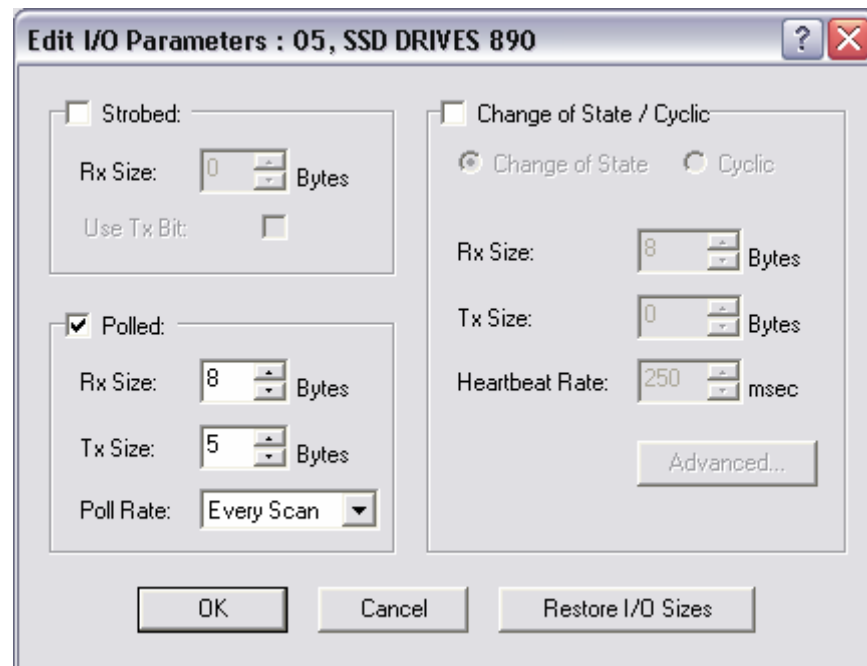 Edit I/O Parameters : 05, SSD DRIVES 890
Strobed:
Rx Size: 0 Bytes
Use Tx Bit:
Polled:
Rx Size: 8 Bytes
Tx Size: 5 Bytes
Poll Rate: Every Scan
Change of State / Cyclic
Change of State Cyclic
Rx Size: 8 Bytes
Tx Size: 0 Bytes
Heartbeat Rate: 250 msec
Advanced...
OK Cancel Restore I/O Sizes